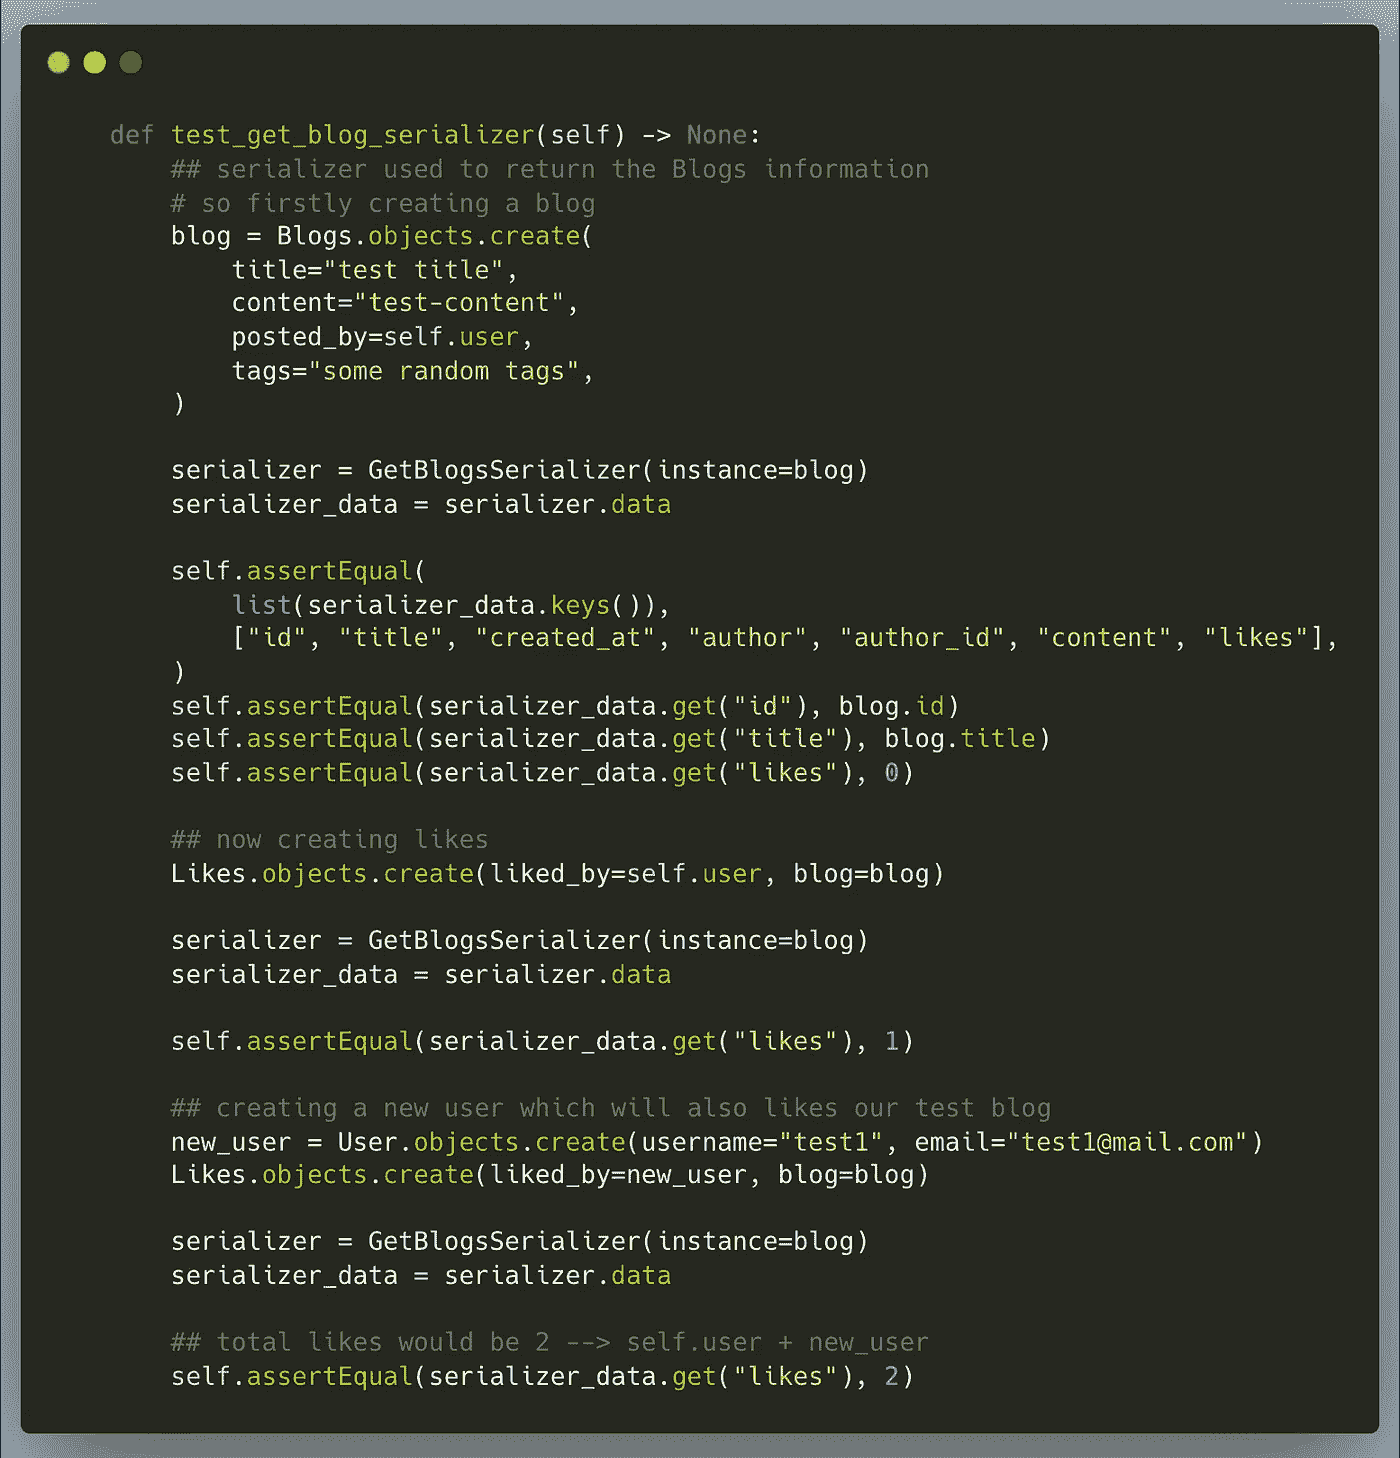 def test_get_blog_serializer(self) -> None:
## serializer used to return the Blogs information
# so firstly creating a blog
blog = Blogs.objects.create(
title="test title",
content="test-content",
posted_by=self.user,
tags="some random tags",
)
serializer = GetBlogsSerializer(instance=blog)
serializer_data = serializer.data
self.assertEqual(
list(serializer_data.keys()),
["id", "title", "created_at", "author", "author_id", "content", "likes"],
)
self.assertEqual(serializer_data.get("id"), blog.id)
self.assertEqual(serializer_data.get("title"), blog.title)
self.assertEqual(serializer_data.get("likes"), 0)
## now creating likes
Likes.objects.create(liked_by=self.user, blog=blog)
serializer = GetBlogsSerializer(instance=blog)
serializer_data = serializer.data
self.assertEqual(serializer_data.get("likes"), 1)
## creating a new user which will also likes our test blog
new_user = User.objects.create(username="test1", email="test1@mail.com")
Likes.objects.create(liked_by=new_user, blog=blog)
serializer = GetBlogsSerializer(instance=blog)
serializer_data = serializer.data
## total likes would be 2 --> self.user + new_user
self.assertEqual(serializer_data.get("likes"), 2)